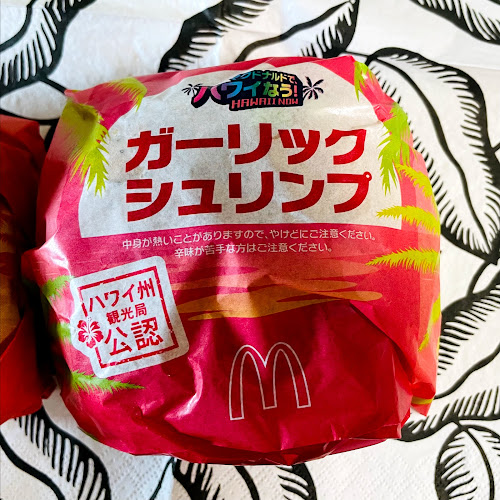 マクドナルドで、
ハワイなう!
HAWAII NOW
ガーリック
シュリンプ
中身が熱いことがありますので、やけどにご注意ください。
辛味が苦手な方はご注意ください。
ハワイ州
観光局
公認